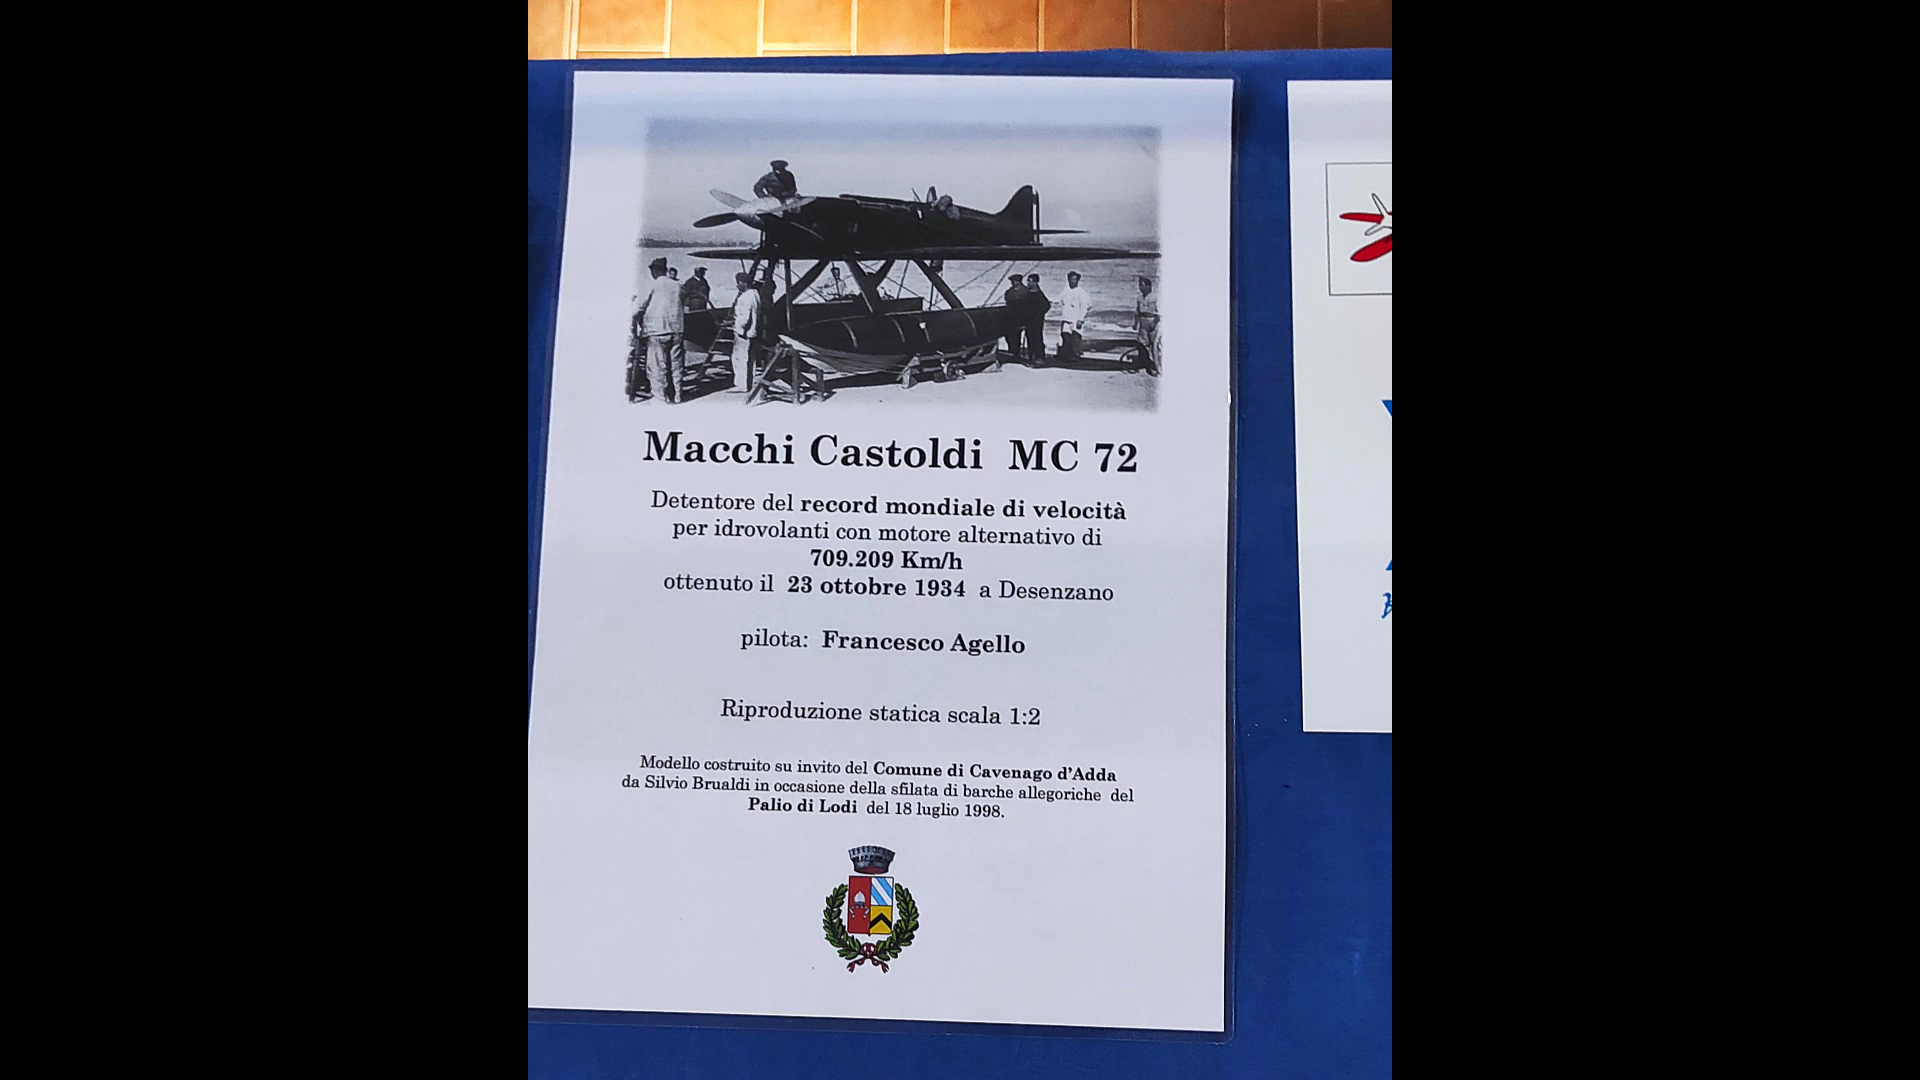 Macchi Castoldi MC 72
Detentore del record mondiale di velocità
per idrovolanti con motore alternativo di
709.209 Km/h
ottenuto il 23 ottobre 1934 a Desenzano
pilota: Francesco Agello
Riproduzione statica scala 1:2
Modello costruito su invito del Comune di Cavenago d'Adda
da Silvio Brualdi in occasione della sfilata di barche allegoriche del
Palio di Lodi del 18 luglio 1998.